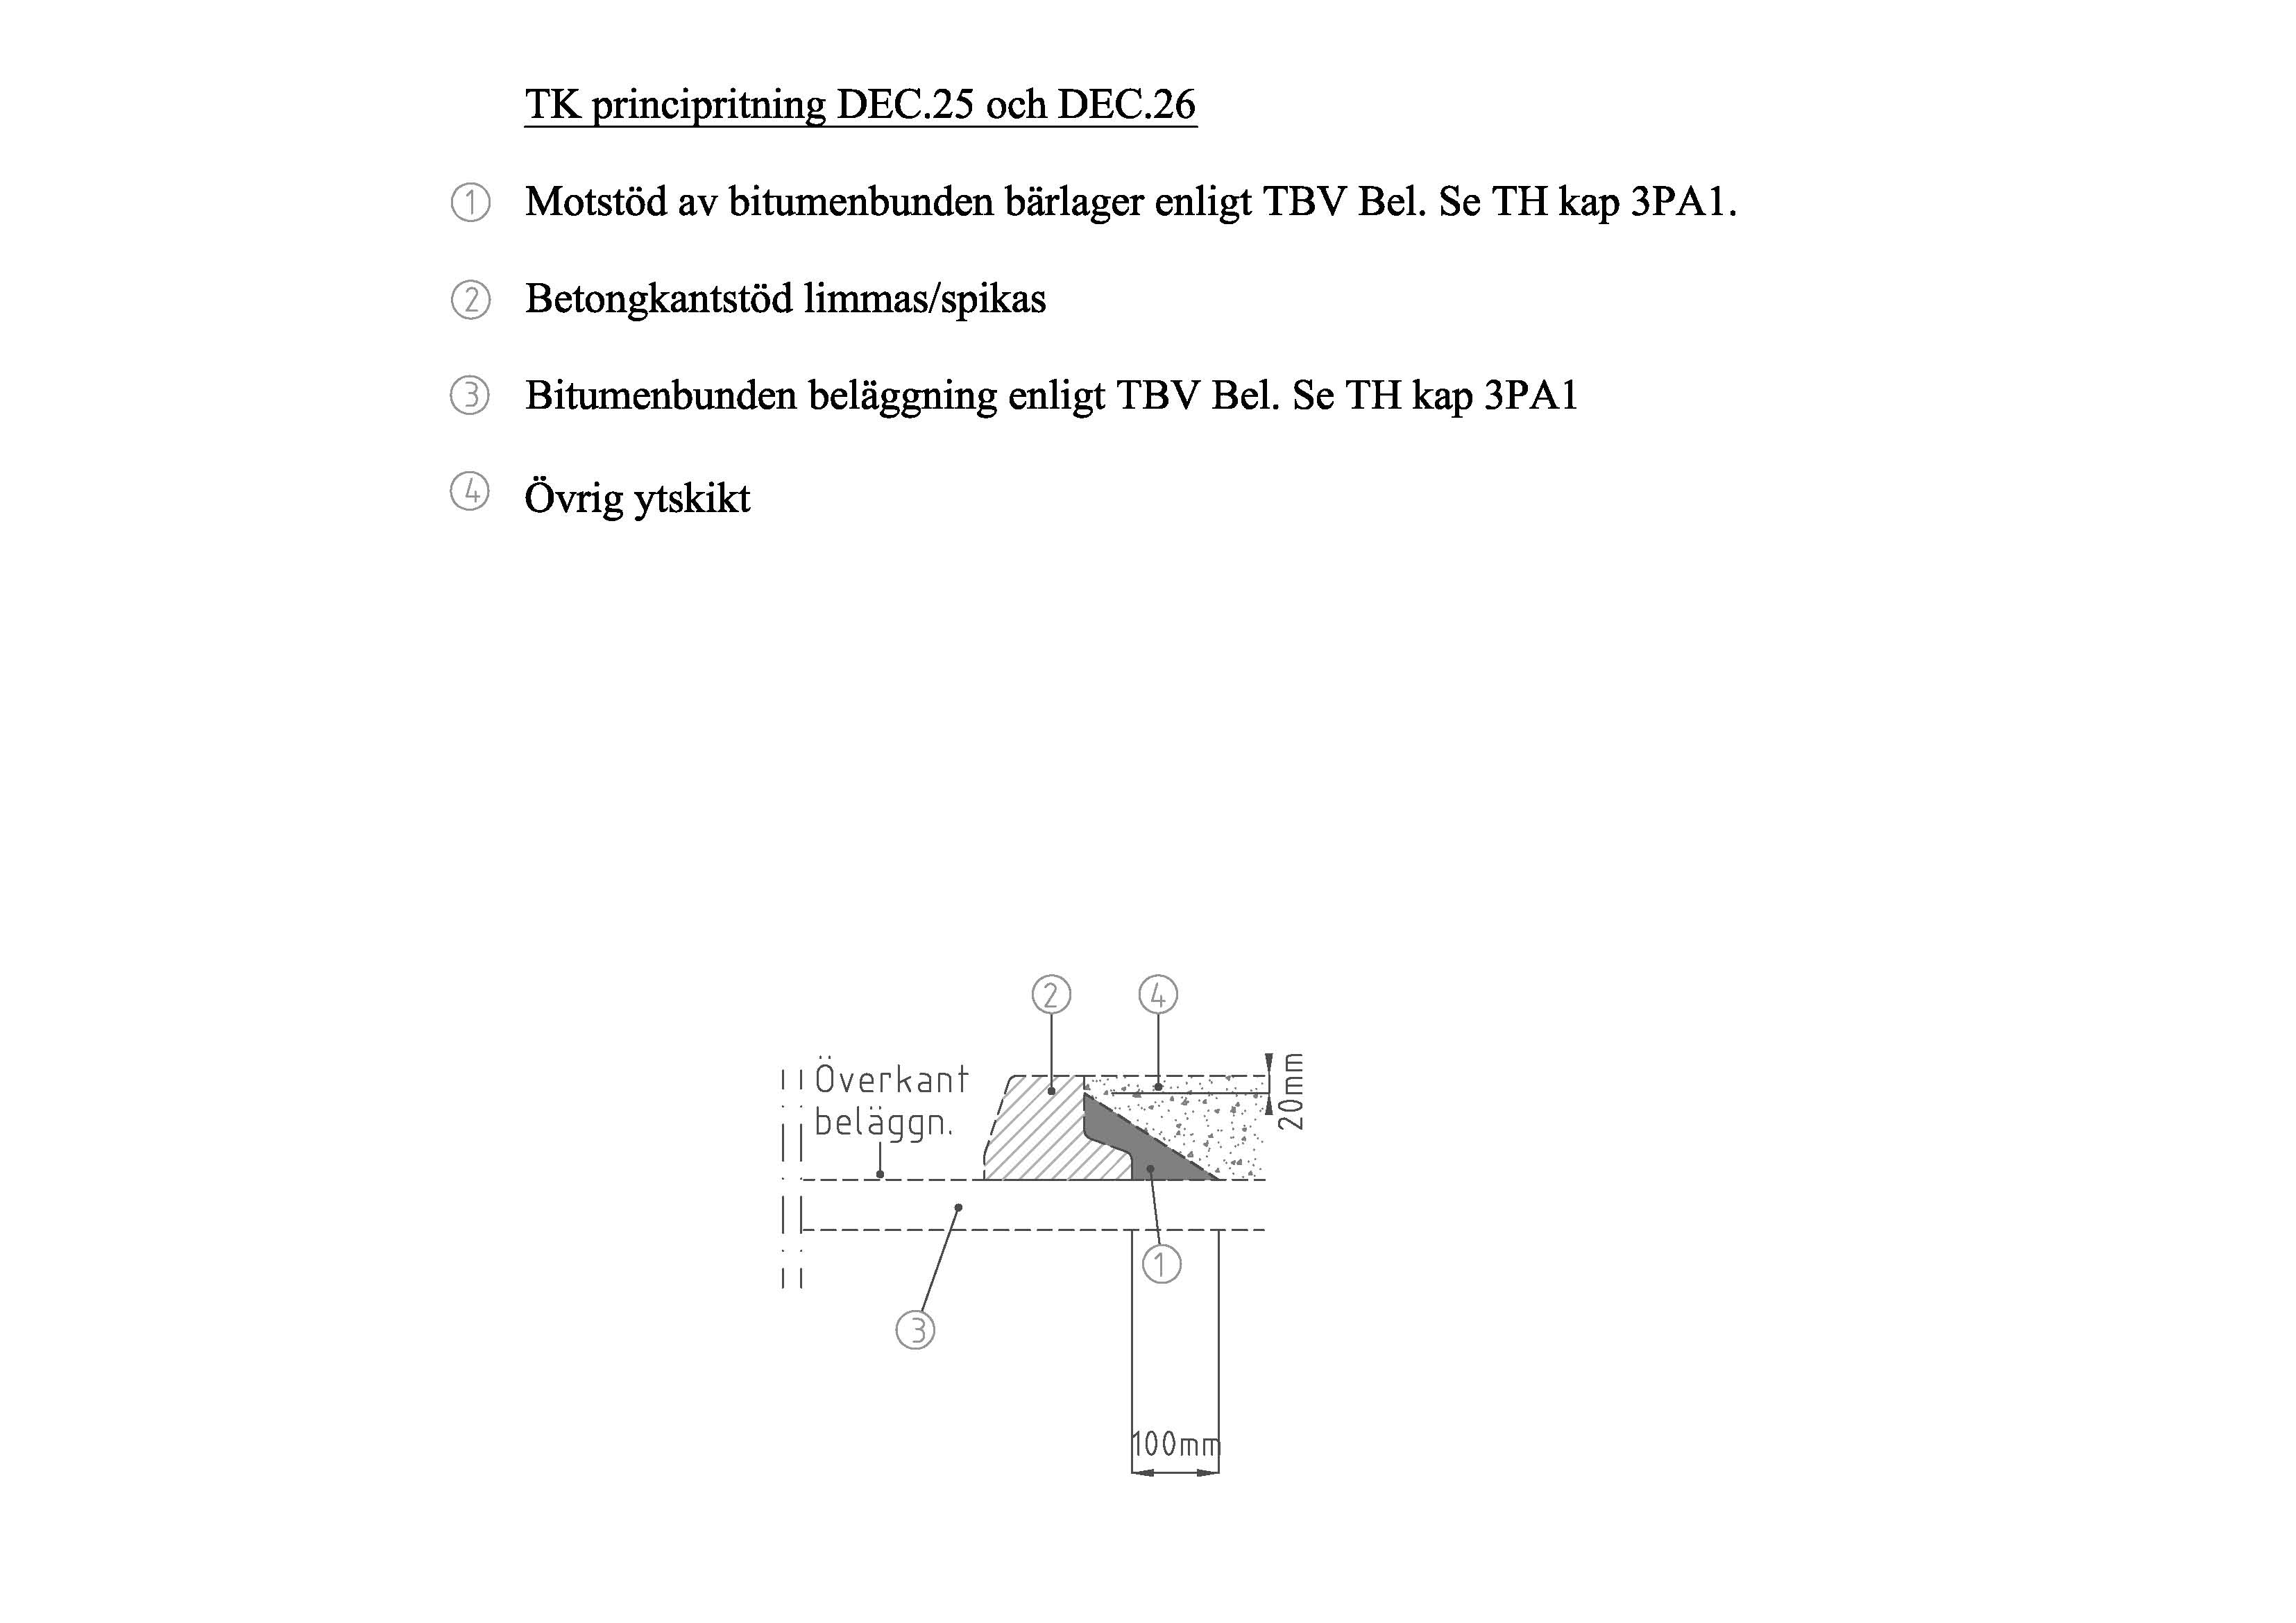 TK principritning DEC.25 och DEC.26
1 Motstöd av bitumenbunden bärlager enligt TBV Bel. Se TH kap 3PA1.
2 Betongkantstöd limmas/spikas
3 Bitumenbunden beläggning enligt TBV Bel. Se TH kap 3PA1
4 Övrig ytskikt
2
4
Överkant
beläggn.
20mm
1
3
100mm